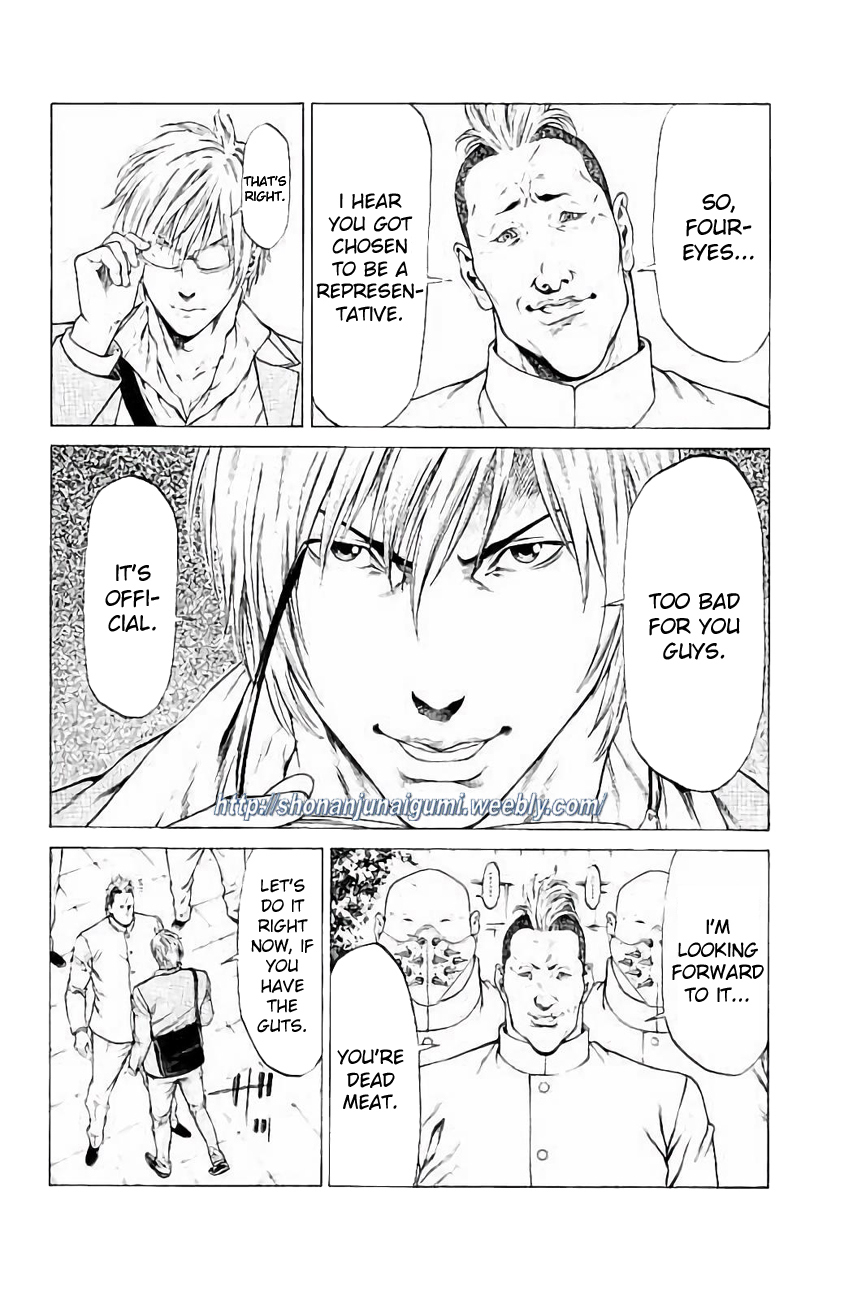 SO,
FOUR-
EYES...
I HEAR
YOU GOT
CHOSEN
TO BE A
REPRESEN-
TATIVE.
THAT'S
RIGHT.
TOO BAD
FOR YOU
GUYS.
IT'S
OFFI-
CIAL.
http://shonanjunaigumi.weebly.com/
I'M
LOOKING
FORWARD
TO IT...
YOU'RE
DEAD
MEAT.
LET'S
DO IT
RIGHT
NOW, IF
YOU
HAVE
THE
GUTS.